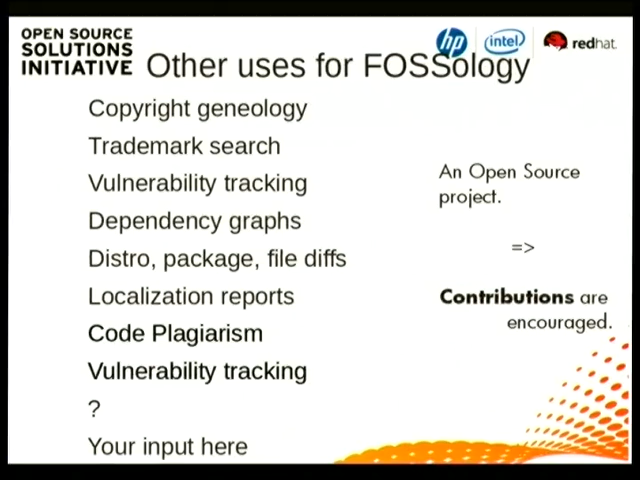 OPEN SOURCE
SOLUTIONS
INITIATIVE
hp
intel
redhat.
Other uses for FOSSology
Copyright geneology
Trademark search
Vulnerability tracking
Dependency graphs
Distro, package, file diffs
Localization reports
Code Plagiarism
Vulnerability tracking
?
Your input here
An Open Source
project.
=>
Contributions are
encouraged.